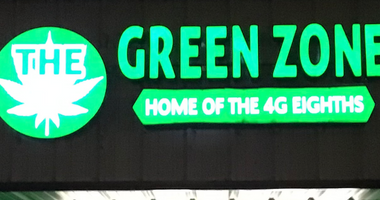 THE
GREEN ZONE
HOME OF THE 4G EIGHTHS